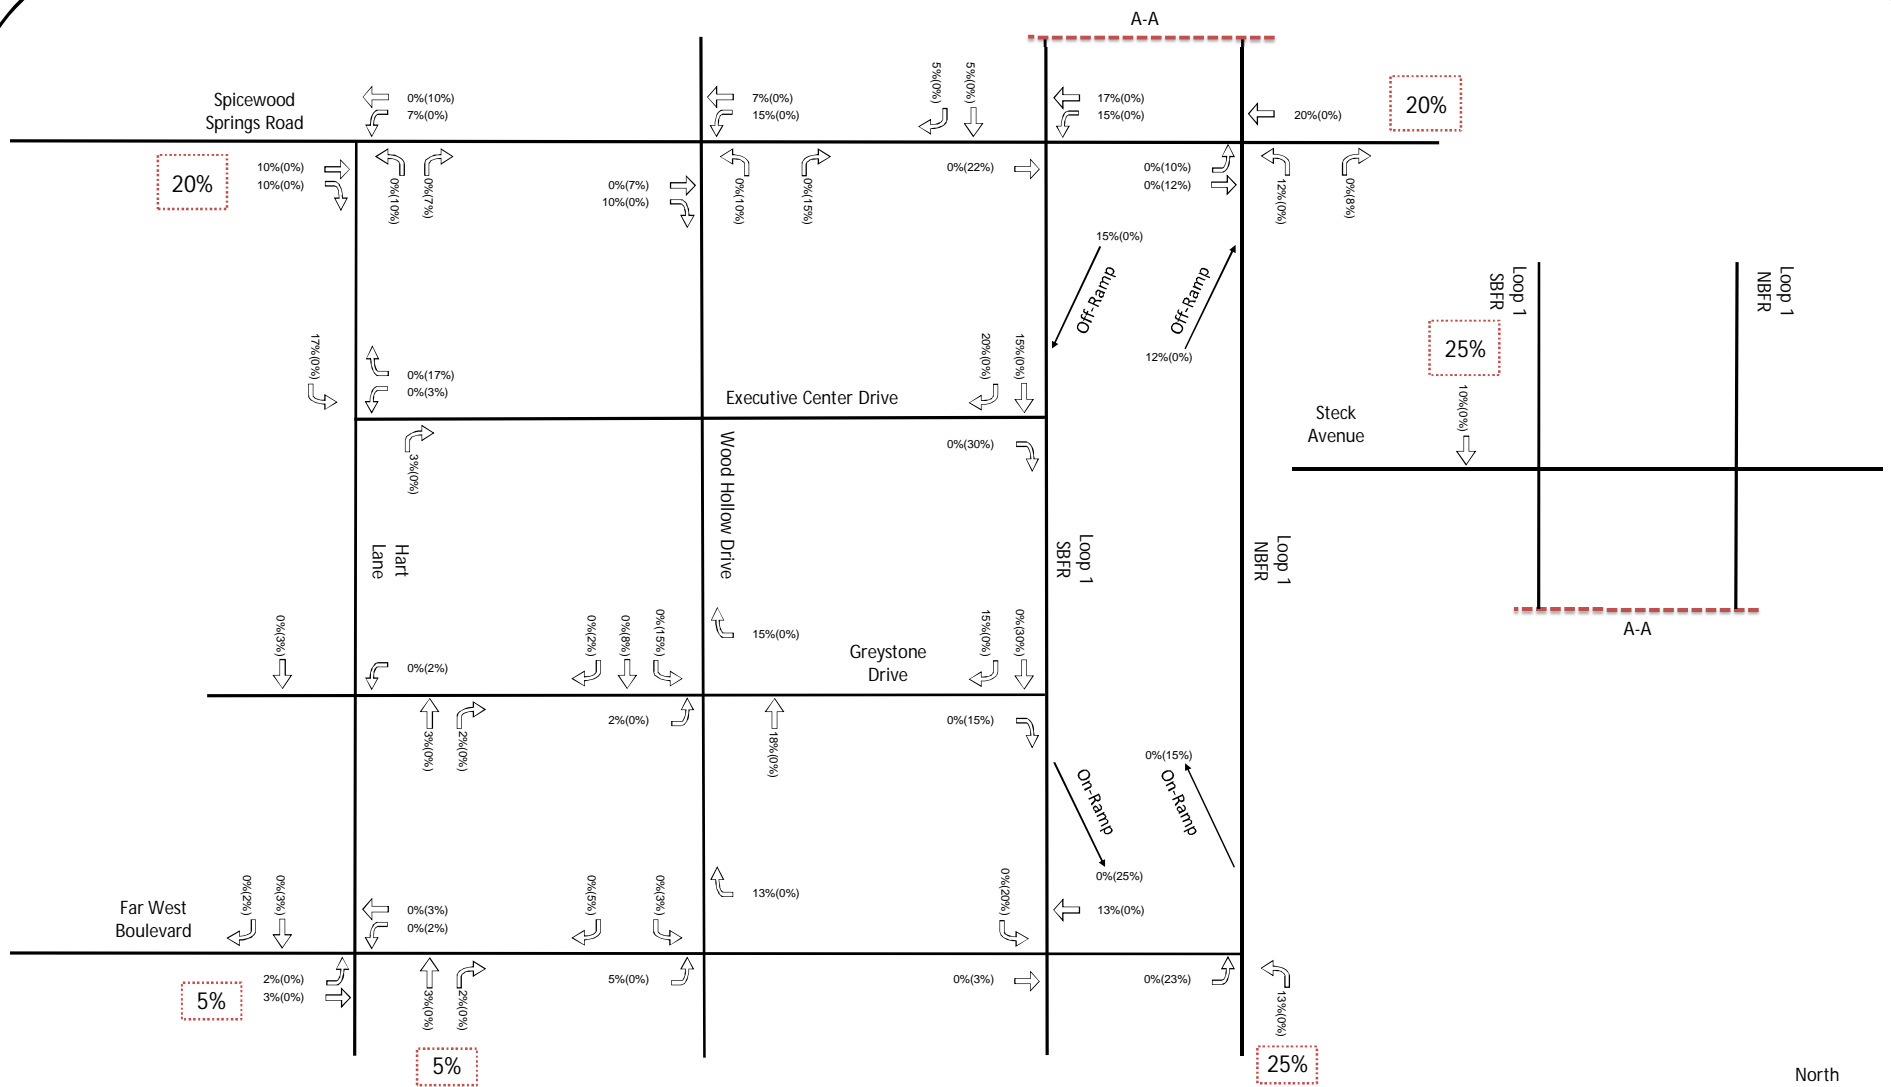 A-A
5%(0%)
5%(0%)
Spicewood
Springs Road
0%(10%)
7%(0%)
7%(0%)
15%(0%)
17%(0%)
15%(0%)
20%(0%)
20%
20%
10%(0%)
10%(0%)
0%(10%)
0%(7%)
0%(7%)
10%(0%)
0%(10%)
0%(15%)
0%(22%)
0%(10%)
0%(12%)
12%(0%)
0%(8%)
15%(0%)
Off-Ramp
Off-Ramp
12%(0%)
Loop 1
SBFR
Loop 1
NBFR
25%
10%(0%)
Steck
Avenue
A-A
17%(0%)
0%(17%)
0%(3%)
Executive Center Drive
20%(0%)
15%(0%)
3%(0%)
0%(30%)
Wood Hollow Drive
Hart
Lane
Loop 1
SBFR
Loop 1
NBFR
0%(3%)
0%(2%)
0%(2%)
0%(8%)
0%(15%)
15%(0%)
Greystone
Drive
15%(0%)
0%(30%)
3%(0%)
2%(0%)
2%(0%)
18%(0%)
0%(15%)
On-Ramp
0%(25%)
0%(15%)
On-Ramp
Far West
Boulevard
0%(2%)
0%(3%)
0%(3%)
0%(2%)
0%(5%)
0%(3%)
13%(0%)
0%(20%)
13%(0%)
2%(0%)
3%(0%)
5%
3%(0%)
2%(0%)
5%
5%(0%)
0%(3%)
0%(23%)
13%(0%)
25%
North